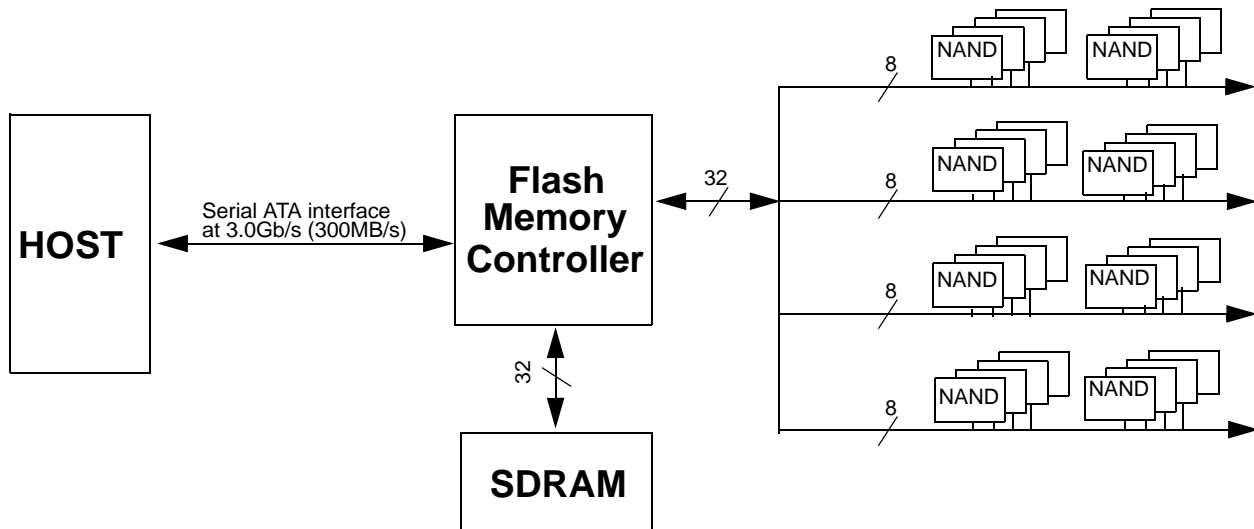 NAND NAND
8
NAND NAND
8
Flash
Memory
Controller
32
HOST
Serial ATA interface
at 3.0Gb/s (300MB/s)
NAND NAND
8
32
NAND NAND
8
SDRAM